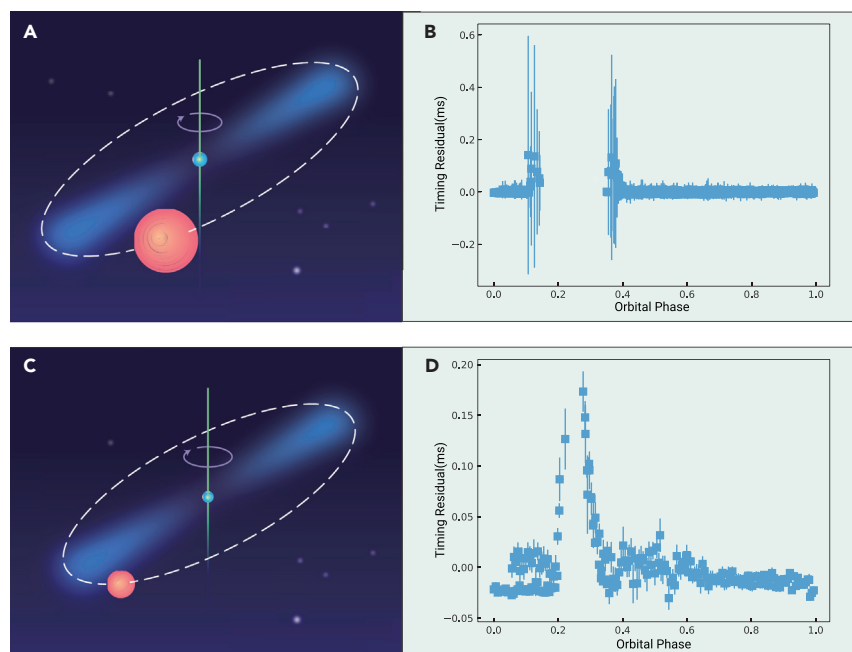 A
B
Timing Residual(ms)
0.6
0.4
0.2
0.0
−0.2
0.0 0.2 0.4 0.6 0.8 1.0
Orbital Phase
C
D
Timing Residual(ms)
0.20
0.15
0.10
0.05
0.00
−0.05
0.0 0.2 0.4 0.6 0.8 1.0
Orbital Phase